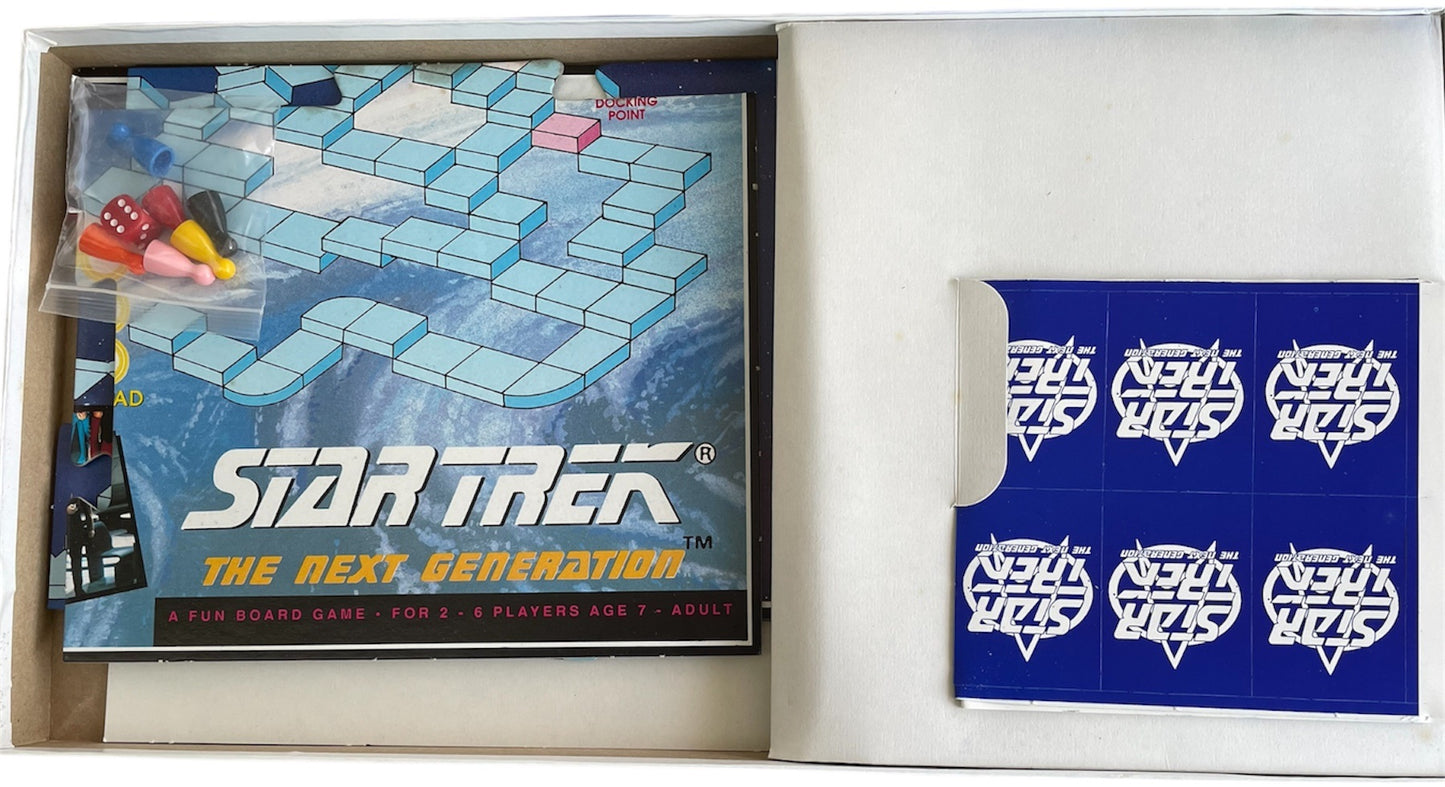 DOCKING
POINT
AD
STAR TREK®
THE NEXT GENERATION™
A FUN BOARD GAME · FOR 2 - 6 PLAYERS AGE 7 - ADULT
THE NEXT GENERATION
TREK
STAR
THE NEXT GENERATION
TREK
STAR
THE NEXT GENERATION
TREK
STAR
THE NEXT GENERATION
TREK
STAR
THE NEXT GENERATION
TREK
STAR
THE NEXT GENERATION
TREK
STAR